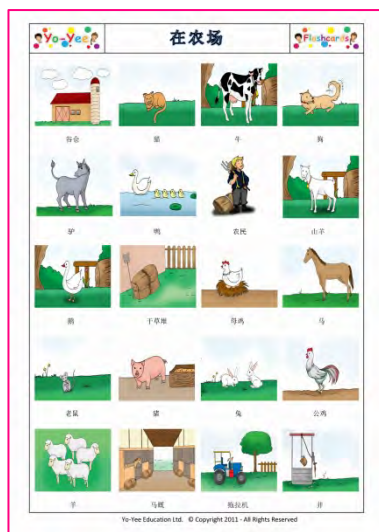 Yo-Yee
在农场
Flashcards
谷仓
猫
牛
狗
驴
鸭
农民
山羊
鹅
干草堆
母鸡
马
老鼠
猪
兔
公鸡
羊
马厩
拖拉机
井
Yo-Yee Education Ltd. © Copyright 2011 - All Rights Reserved